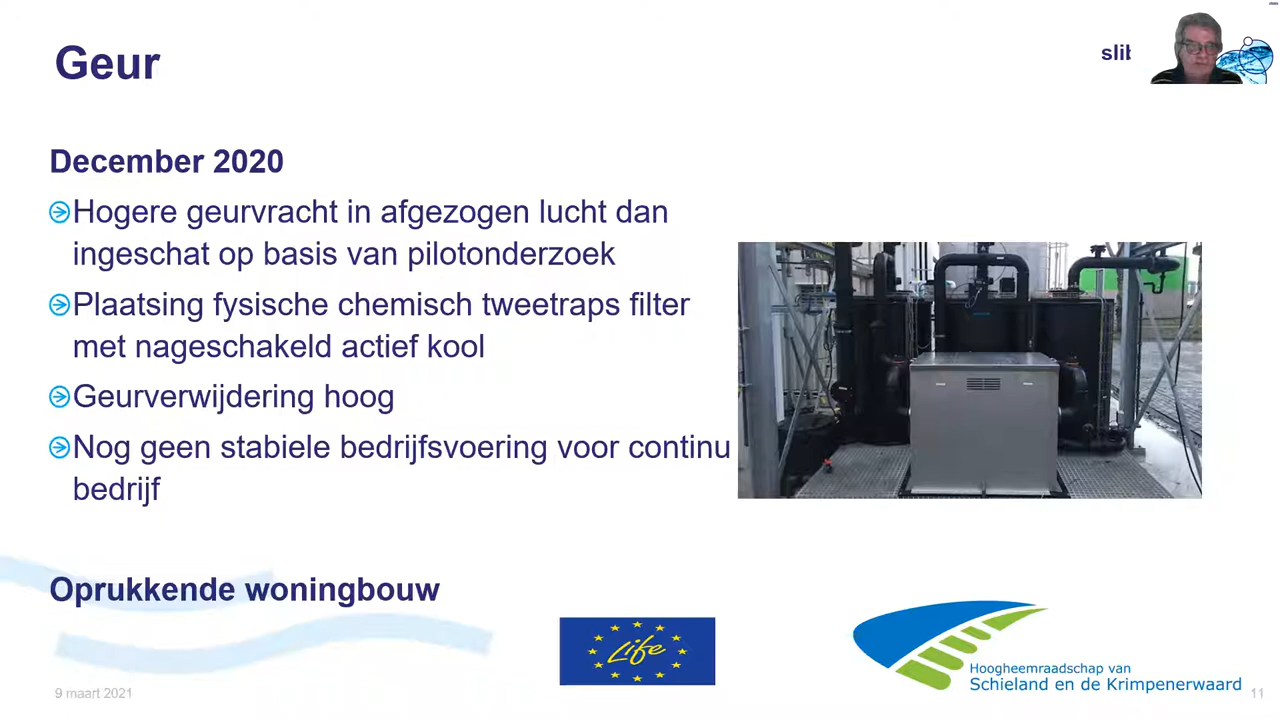 Geur
slib
December 2020
Hogere geurvracht in afgezogen lucht dan
ingeschat op basis van pilotonderzoek
Plaatsing fysische chemisch tweetraps filter
met nageschakeld actief kool
Geurverwijdering hoog
Nog geen stabiele bedrijfsvoering voor continu
bedrijf
Oprukkende woningbouw
Life
Hoogheemraadschap van
Schieland en de Krimpenerwaard
9 maart 2021
11